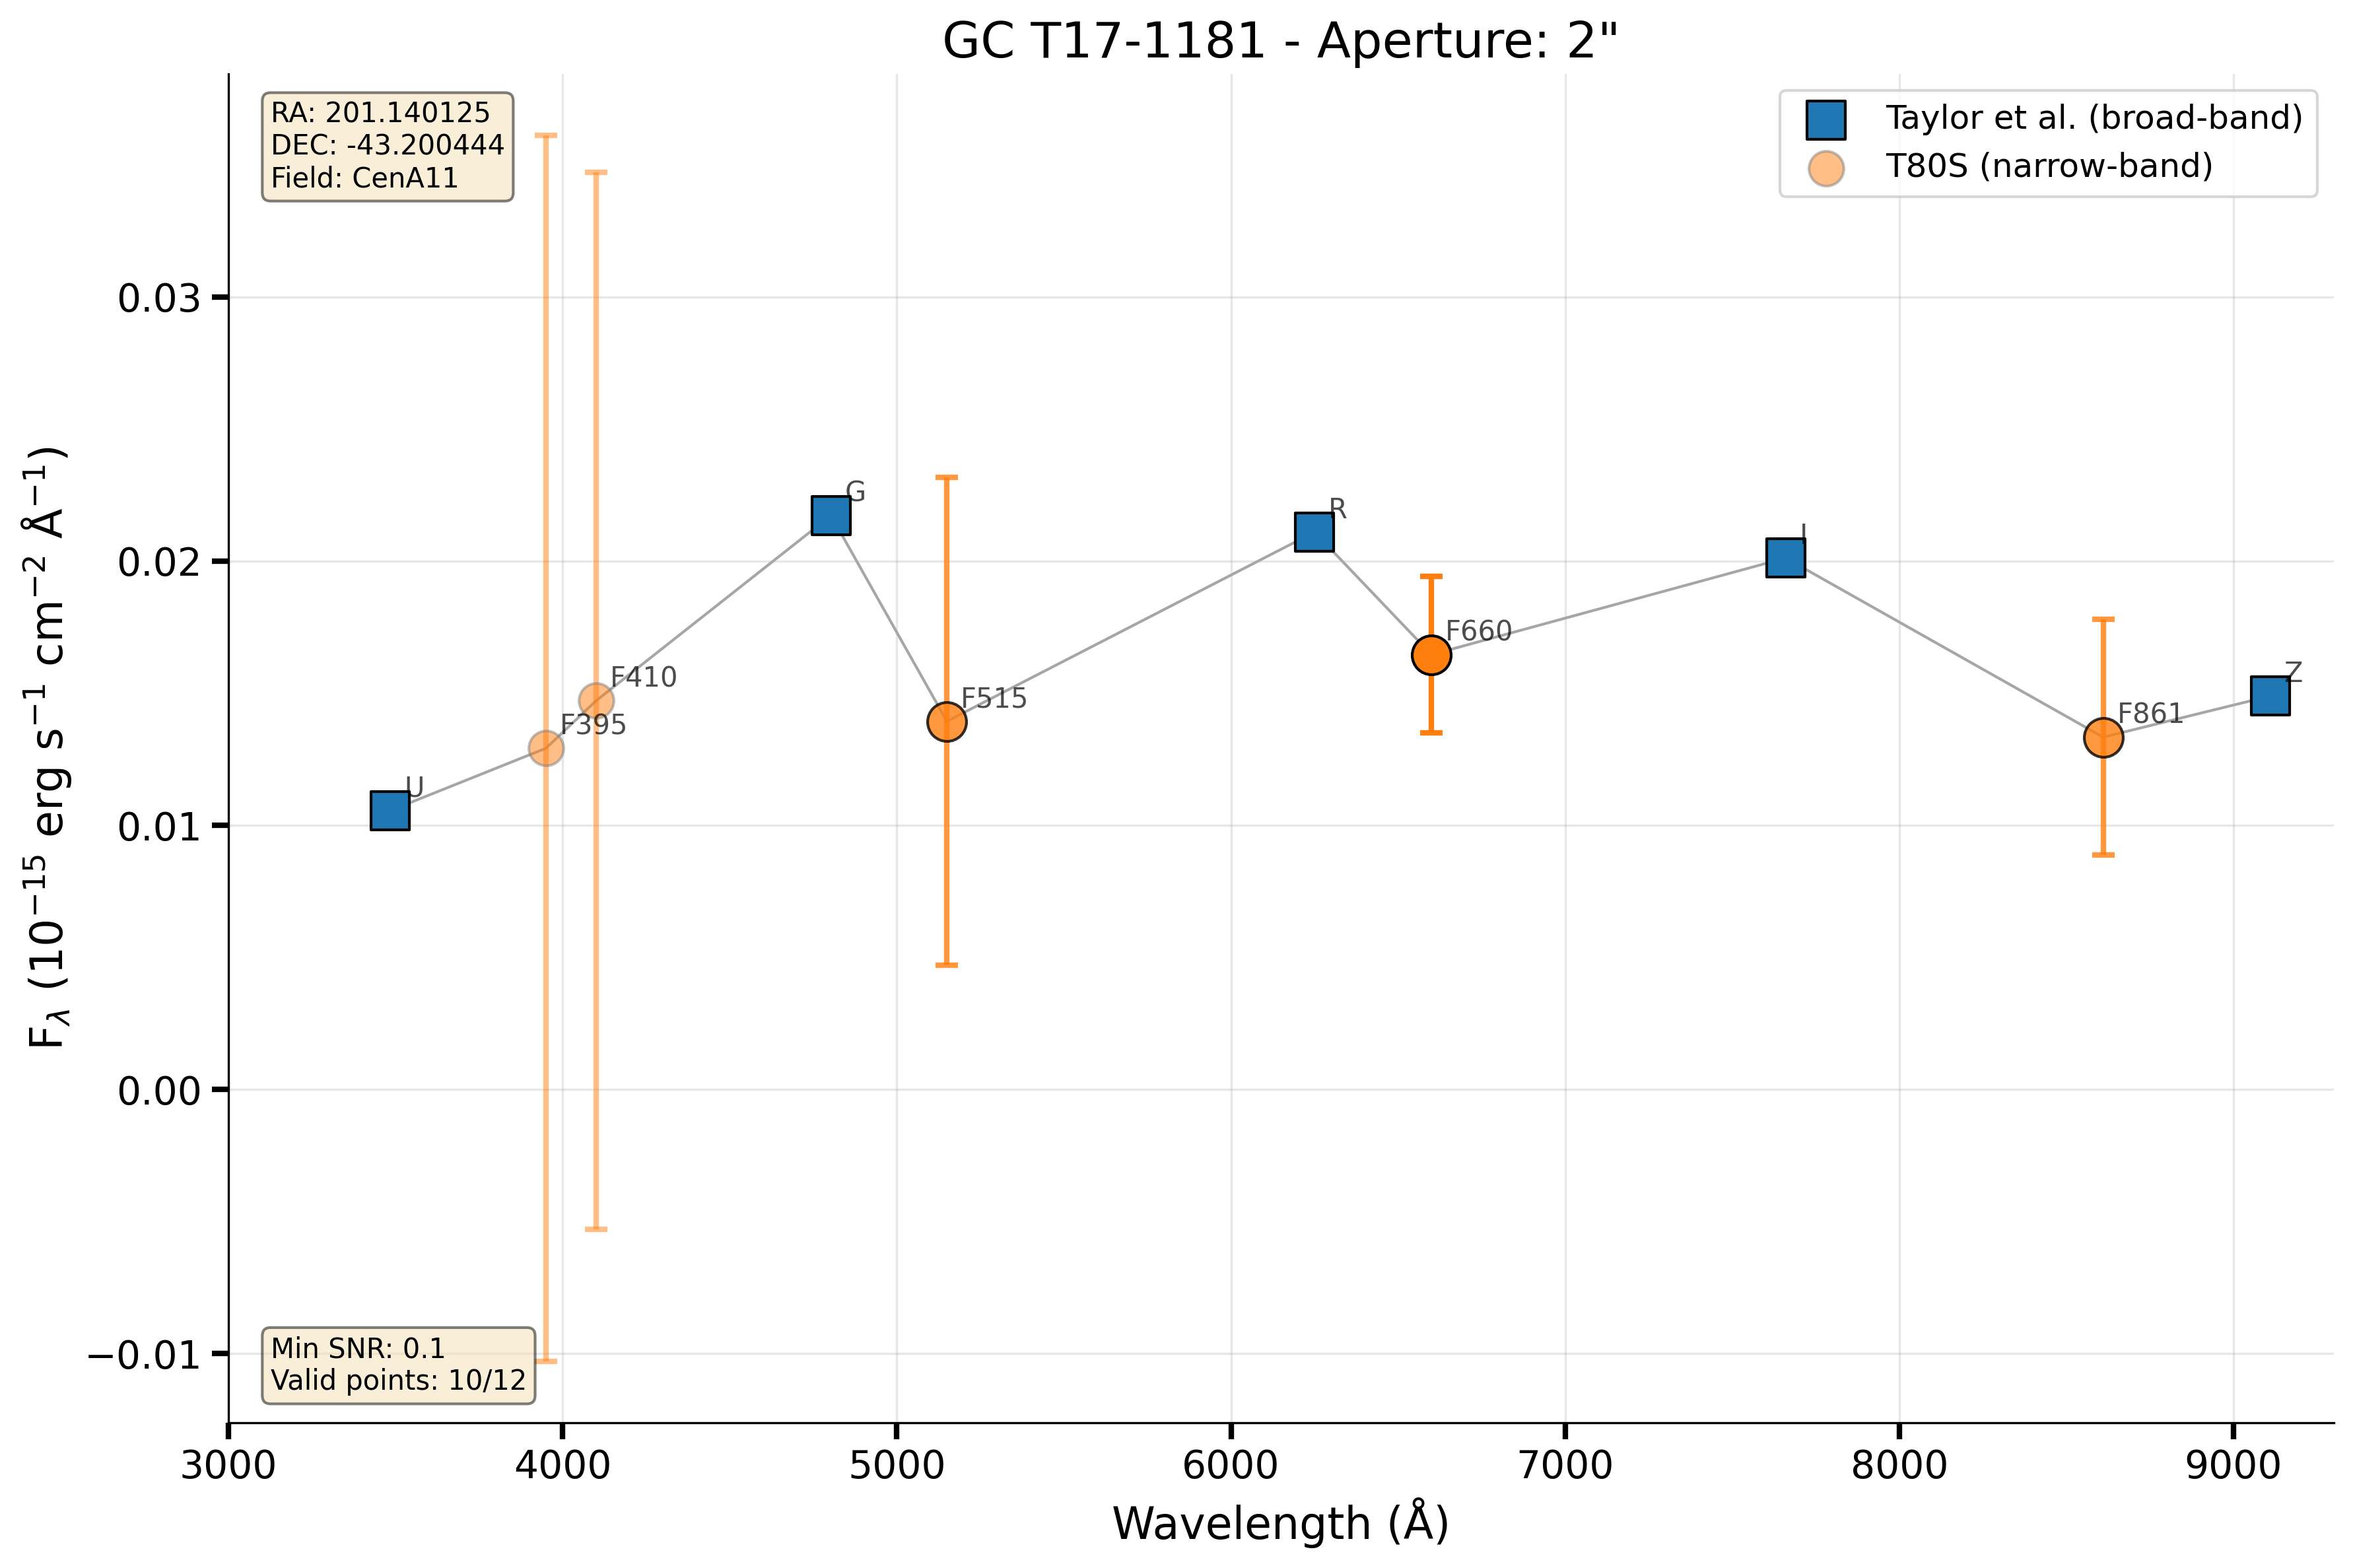 GC T17-1181 - Aperture: 2"
RA: 201.140125
DEC: -43.200444
Field: CenA11
Taylor et al. (broad-band)
T80S (narrow-band)
F_λ (10⁻¹⁵ erg s⁻¹ cm⁻² Å⁻¹)
0.03
0.02
0.01
0.00
−0.01
U
F395
F410
G
F515
R
F660
I
F861
Z
Min SNR: 0.1
Valid points: 10/12
3000 4000 5000 6000 7000 8000 9000
Wavelength (Å)